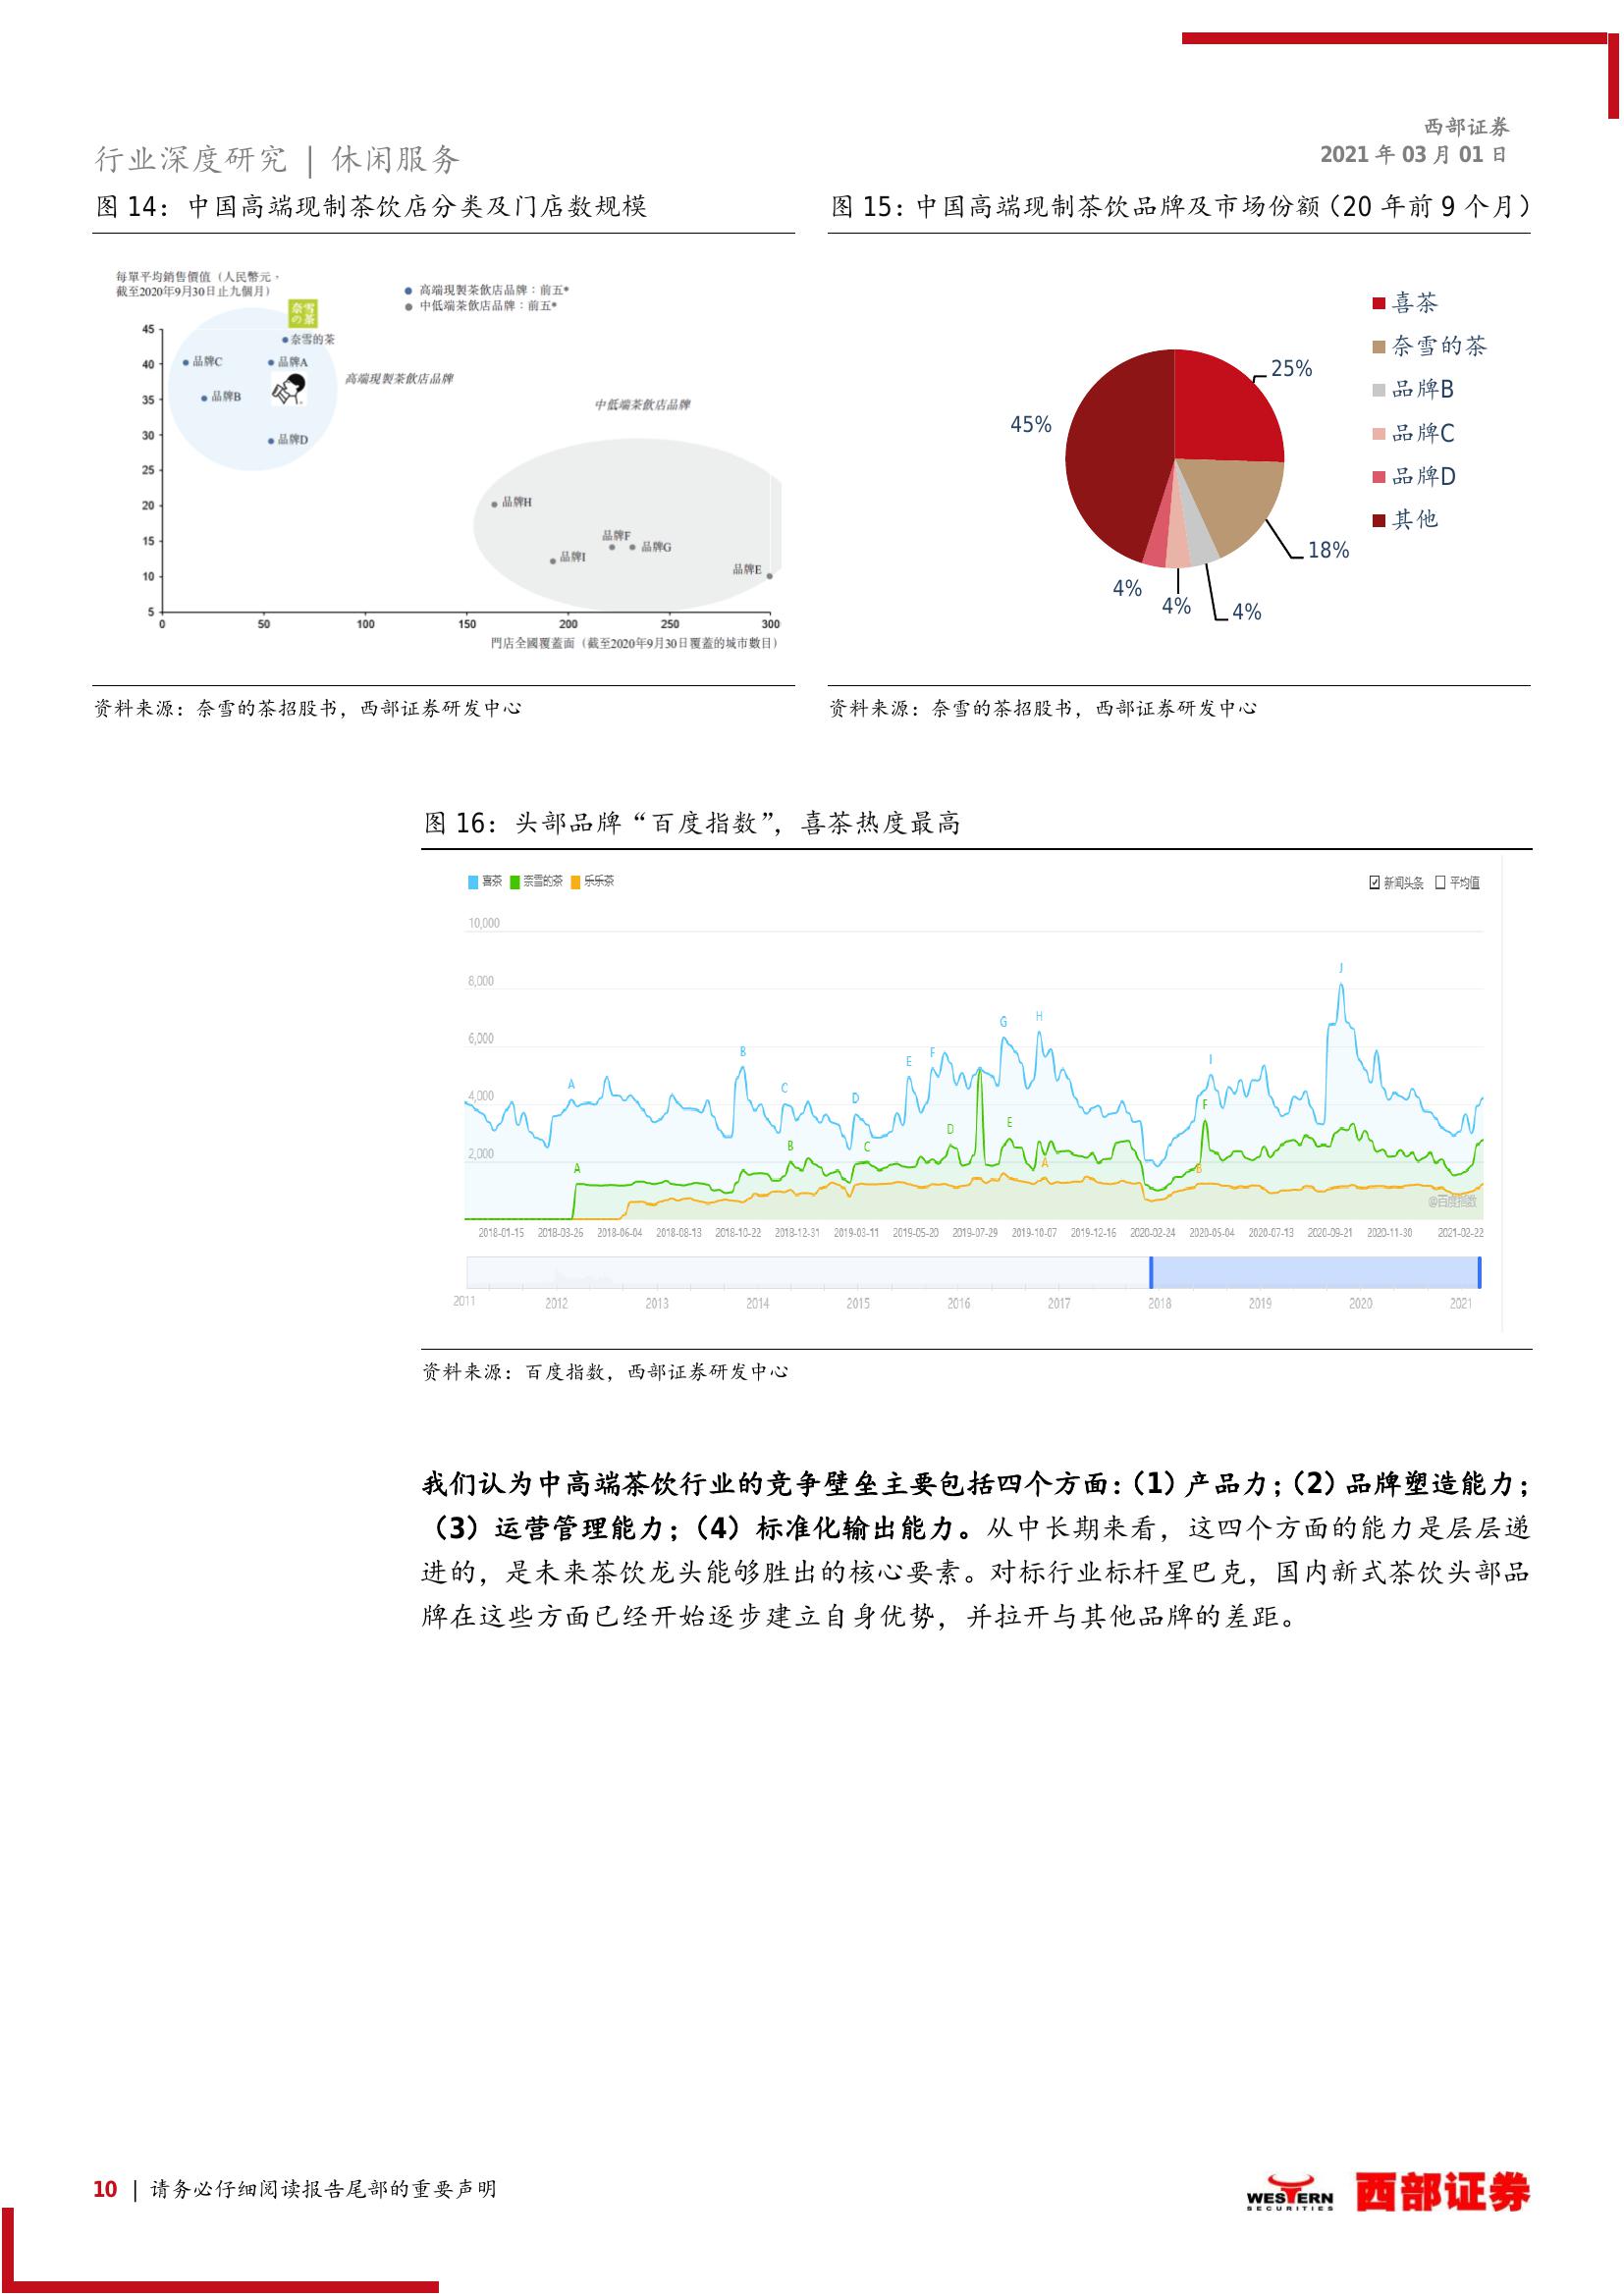 西部证券
2021 年 03 月 01 日
行业深度研究 | 休闲服务
图 14：中国高端现制茶饮店分类及门店数规模
每單平均銷售價值（人民幣元，
截至2020年9月30日止九個月）
高端現製茶飲店品牌：前五*
中低端茶飲店品牌：前五*
奈雪
の茶
45
40
35
30
25
20
15
10
5
奈雪的茶
品牌C
品牌A
品牌B
品牌D
高端現製茶飲店品牌
中低端茶飲店品牌
品牌H
品牌F
品牌G
品牌I
品牌E
0 50 100 150 200 250 300
門店全國覆蓋面（截至2020年9月30日覆蓋的城市數目）
资料来源：奈雪的茶招股书，西部证券研发中心
图 15：中国高端现制茶饮品牌及市场份额（20 年前 9 个月）
25%
18%
4%
4%
4%
45%
喜茶
奈雪的茶
品牌B
品牌C
品牌D
其他
资料来源：奈雪的茶招股书，西部证券研发中心
图 16：头部品牌“百度指数”，喜茶热度最高
喜茶 奈雪的茶 乐乐茶
新闻头条 平均值
10,000
8,000
6,000
4,000
2,000
A B C D E F G H I J
A B C D E F
A B
@百度指数
2018-01-15 2018-03-26 2018-06-04 2018-08-13 2018-10-22 2018-12-31 2019-03-11 2019-05-20 2019-07-29 2019-10-07 2019-12-16 2020-02-24 2020-05-04 2020-07-13 2020-09-21 2020-11-30 2021-02-22
2011 2012 2013 2014 2015 2016 2017 2018 2019 2020 2021
资料来源：百度指数，西部证券研发中心
我们认为中高端茶饮行业的竞争壁垒主要包括四个方面：（1）产品力；（2）品牌塑造能力；
（3）运营管理能力；（4）标准化输出能力。从中长期来看，这四个方面的能力是层层递
进的，是未来茶饮龙头能够胜出的核心要素。对标行业标杆星巴克，国内新式茶饮头部品
牌在这些方面已经开始逐步建立自身优势，并拉开与其他品牌的差距。
10 | 请务必仔细阅读报告尾部的重要声明
WESTERN
SECURITIES
西部证券